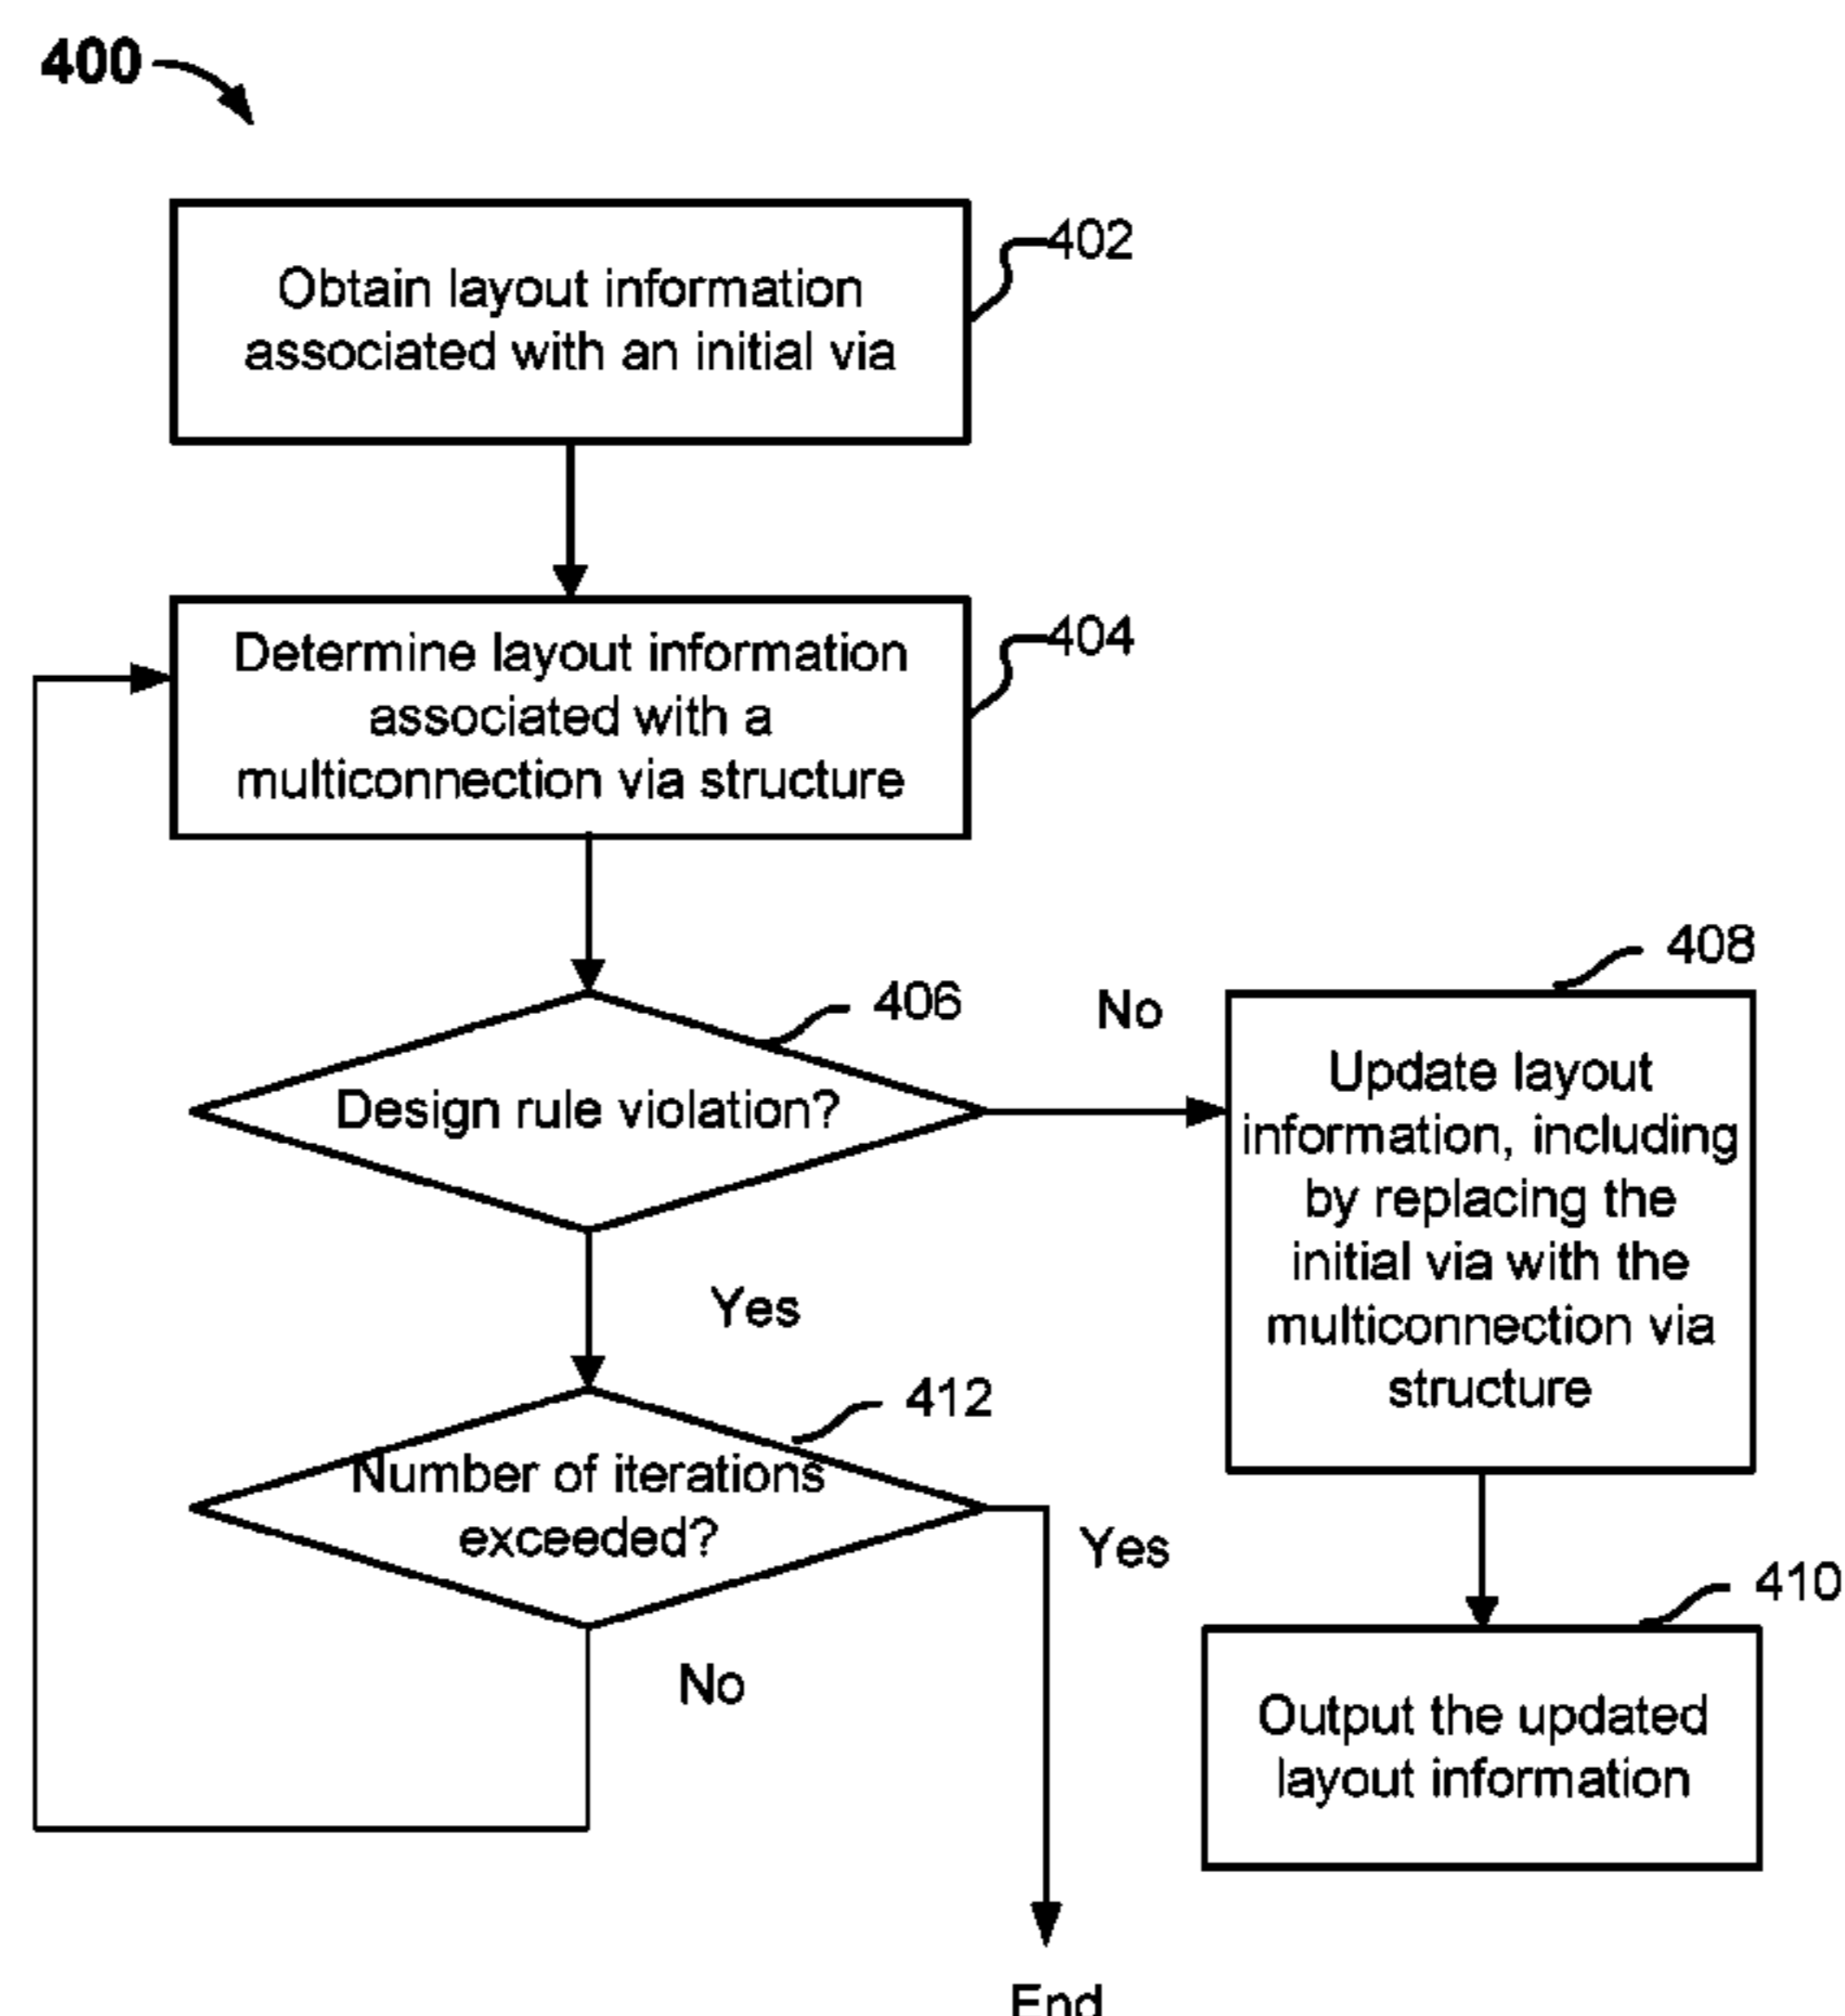 400
402
Obtain layout information
associated with an initial via
404
Determine layout information
associated with a
multiconnection via structure
406
Design rule violation?
No
408
Update layout
information, including
by replacing the
initial via with the
multiconnection via
structure
Yes
412
Number of iterations
exceeded?
Yes
No
410
Output the updated
layout information
End